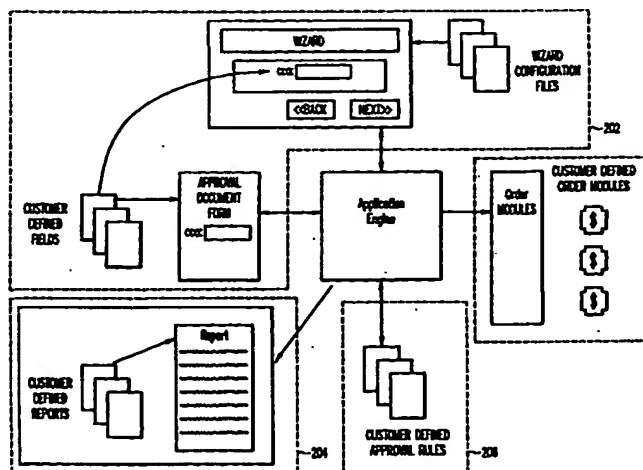 WIZARD
<<BACK
NEXT>>
WIZARD
CONFIGURATION
FILES
202
CUSTOMER
DEFINED
FIELDS
APPROVAL
DOCUMENT
FORM
Application
Engine
Order
MODULES
CUSTOMER DEFINED
ORDER MODULES
$
$
$
CUSTOMER
DEFINED
REPORTS
Report
204
CUSTOMER DEFINED
APPROVAL RULES